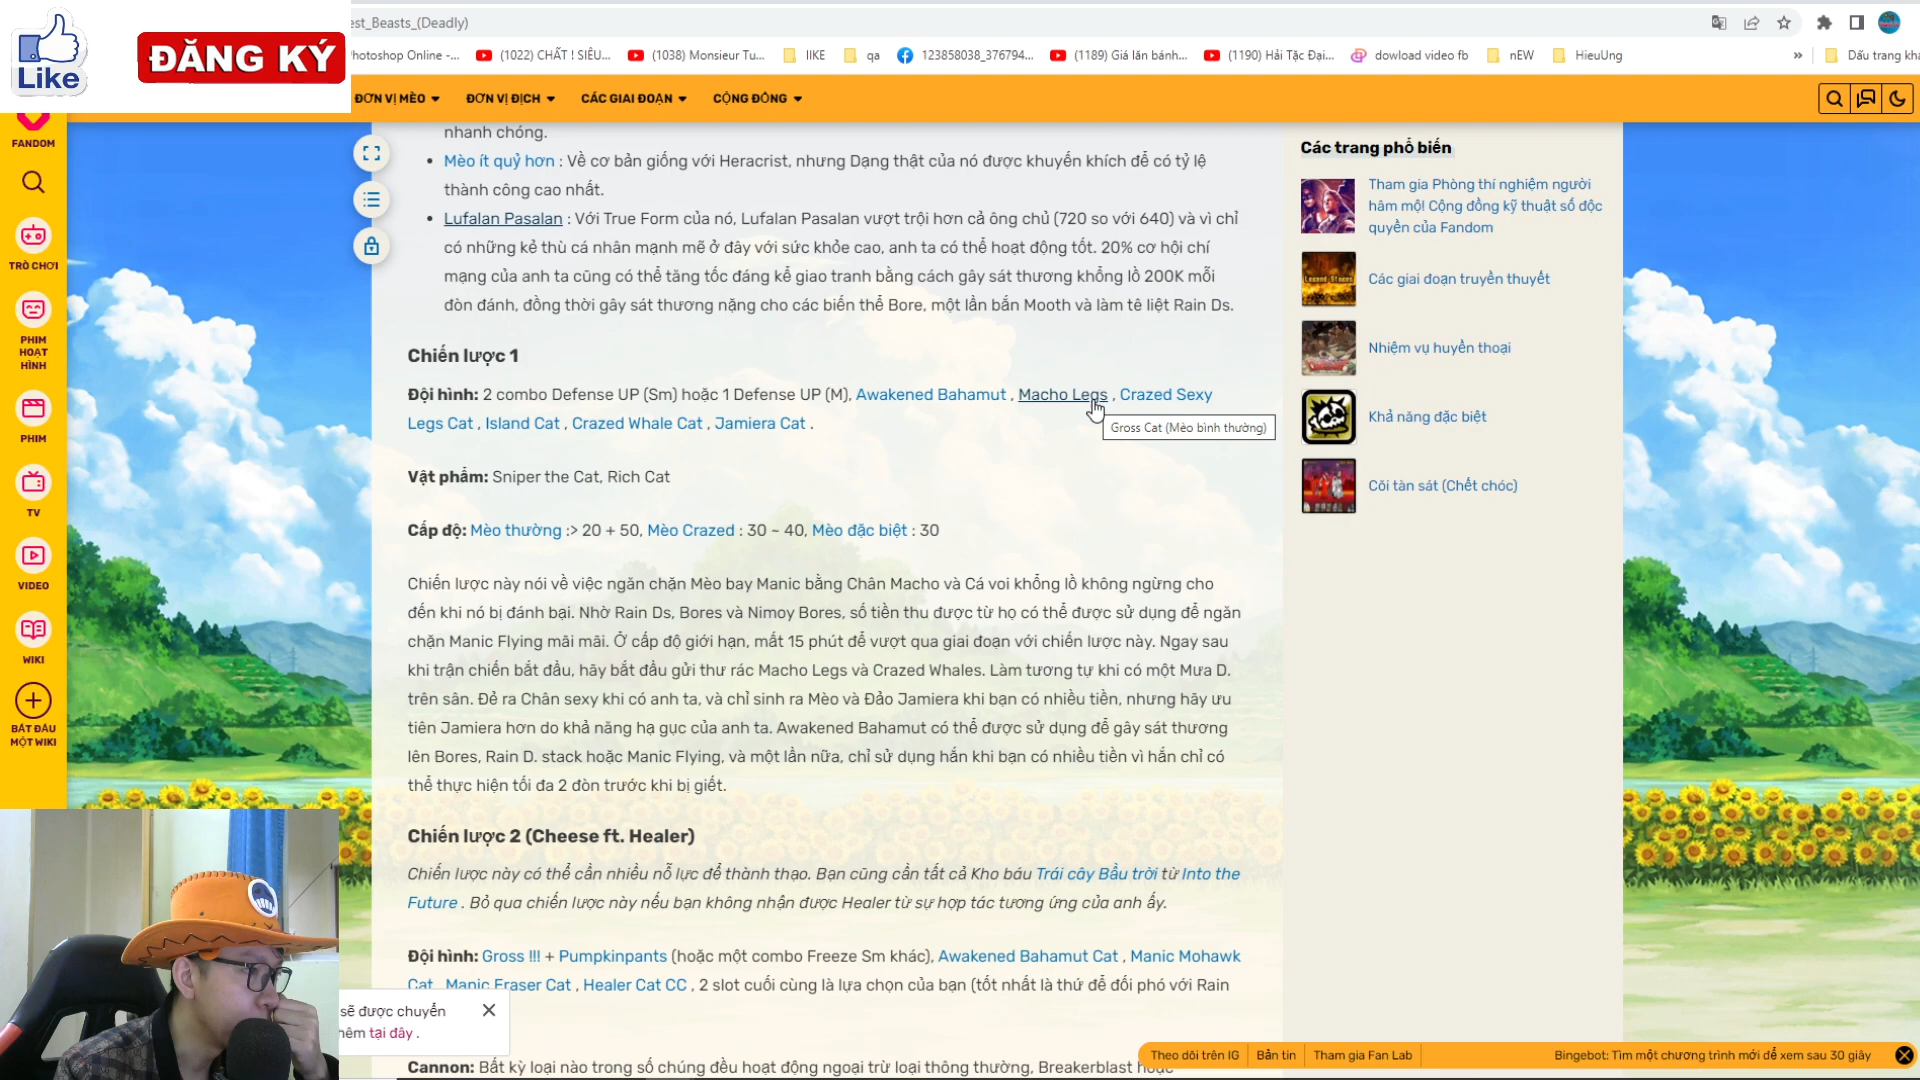 est_Beasts_(Deadly)
Like
ĐĂNG KÝ
Photoshop Online -...
(1022) CHẤT ! SIÊU...
(1038) Monsieur Tu...
lIKE
qa
123858038_376794...
(1189) Giá lăn bánh...
(1190) Hải Tặc Đại...
dowload video fb
nEW
HieuUng
»
Dấu trang khá
ĐƠN VỊ MÈO
ĐƠN VỊ ĐỊCH
CÁC GIAI ĐOẠN
CỘNG ĐỒNG
FANDOM
TRÒ CHƠI
PHIM
HOẠT
HÌNH
PHIM
TV
VIDEO
WIKI
BẮT ĐẦU
MỘT WIKI
nhanh chóng.
• Mèo ít quỷ hơn : Về cơ bản giống với Heracrist, nhưng Dạng thật của nó được khuyến khích để có tỷ lệ
thành công cao nhất.
• Lufalan Pasalan : Với True Form của nó, Lufalan Pasalan vượt trội hơn cả ông chủ (720 so với 640) và vì chỉ
có những kẻ thù cá nhân mạnh mẽ ở đây với sức khỏe cao, anh ta có thể hoạt động tốt. 20% cơ hội chí
mạng của anh ta cũng có thể tăng tốc đáng kể giao tranh bằng cách gây sát thương khổng lồ 200K mỗi
đòn đánh, đồng thời gây sát thương nặng cho các biến thể Bore, một lần bắn Mooth và làm tê liệt Rain Ds.
Chiến lược 1
Đội hình: 2 combo Defense UP (Sm) hoặc 1 Defense UP (M), Awakened Bahamut , Macho Legs , Crazed Sexy
Legs Cat , Island Cat , Crazed Whale Cat , Jamiera Cat .
Gross Cat (Mèo bình thường)
Vật phẩm: Sniper the Cat, Rich Cat
Cấp độ: Mèo thường :> 20 + 50, Mèo Crazed : 30 ~ 40, Mèo đặc biệt : 30
Chiến lược này nói về việc ngăn chặn Mèo bay Manic bằng Chân Macho và Cá voi khổng lồ không ngừng cho
đến khi nó bị đánh bại. Nhờ Rain Ds, Bores và Nimoy Bores, số tiền thu được từ họ có thể được sử dụng để ngăn
chặn Manic Flying mãi mãi. Ở cấp độ giới hạn, mất 15 phút để vượt qua giai đoạn với chiến lược này. Ngay sau
khi trận chiến bắt đầu, hãy bắt đầu gửi thư rác Macho Legs và Crazed Whales. Làm tương tự khi có một Mưa D.
trên sân. Đẻ ra Chân sexy khi có anh ta, và chỉ sinh ra Mèo và Đảo Jamiera khi bạn có nhiều tiền, nhưng hãy ưu
tiên Jamiera hơn do khả năng hạ gục của anh ta. Awakened Bahamut có thể được sử dụng để gây sát thương
lên Bores, Rain D. stack hoặc Manic Flying, và một lần nữa, chỉ sử dụng hắn khi bạn có nhiều tiền vì hắn chỉ có
thể thực hiện tối đa 2 đòn trước khi bị giết.
Chiến lược 2 (Cheese ft. Healer)
Chiến lược này có thể cần nhiều nỗ lực để thành thạo. Bạn cũng cần tất cả Kho báu Trái cây Bầu trời từ Into the
Future . Bỏ qua chiến lược này nếu bạn không nhận được Healer từ sự hợp tác tương ứng của anh ấy.
Đội hình: Gross !!! + Pumpkinpants (hoặc một combo Freeze Sm khác), Awakened Bahamut Cat , Manic Mohawk
Cat , Manic Eraser Cat , Healer Cat CC , 2 slot cuối cùng là lựa chọn của bạn (tốt nhất là thứ để đối phó với Rain
Cannon: Bất kỳ loại nào trong số chúng đều hoạt động ngoại trừ loại thông thường, Breakerblast hoặc
sẽ được chuyển
hêm tại đây .
Các trang phổ biến
Tham gia Phòng thí nghiệm người
hâm mộ! Cộng đồng kỹ thuật số độc
quyền của Fandom
Legend Stages
Các giai đoạn truyền thuyết
Nhiệm vụ huyền thoại
Khả năng đặc biệt
Cõi tàn sát (Chết chóc)
Theo dõi trên IG
Bản tin
Tham gia Fan Lab
Bingebot: Tìm một chương trình mới để xem sau 30 giây